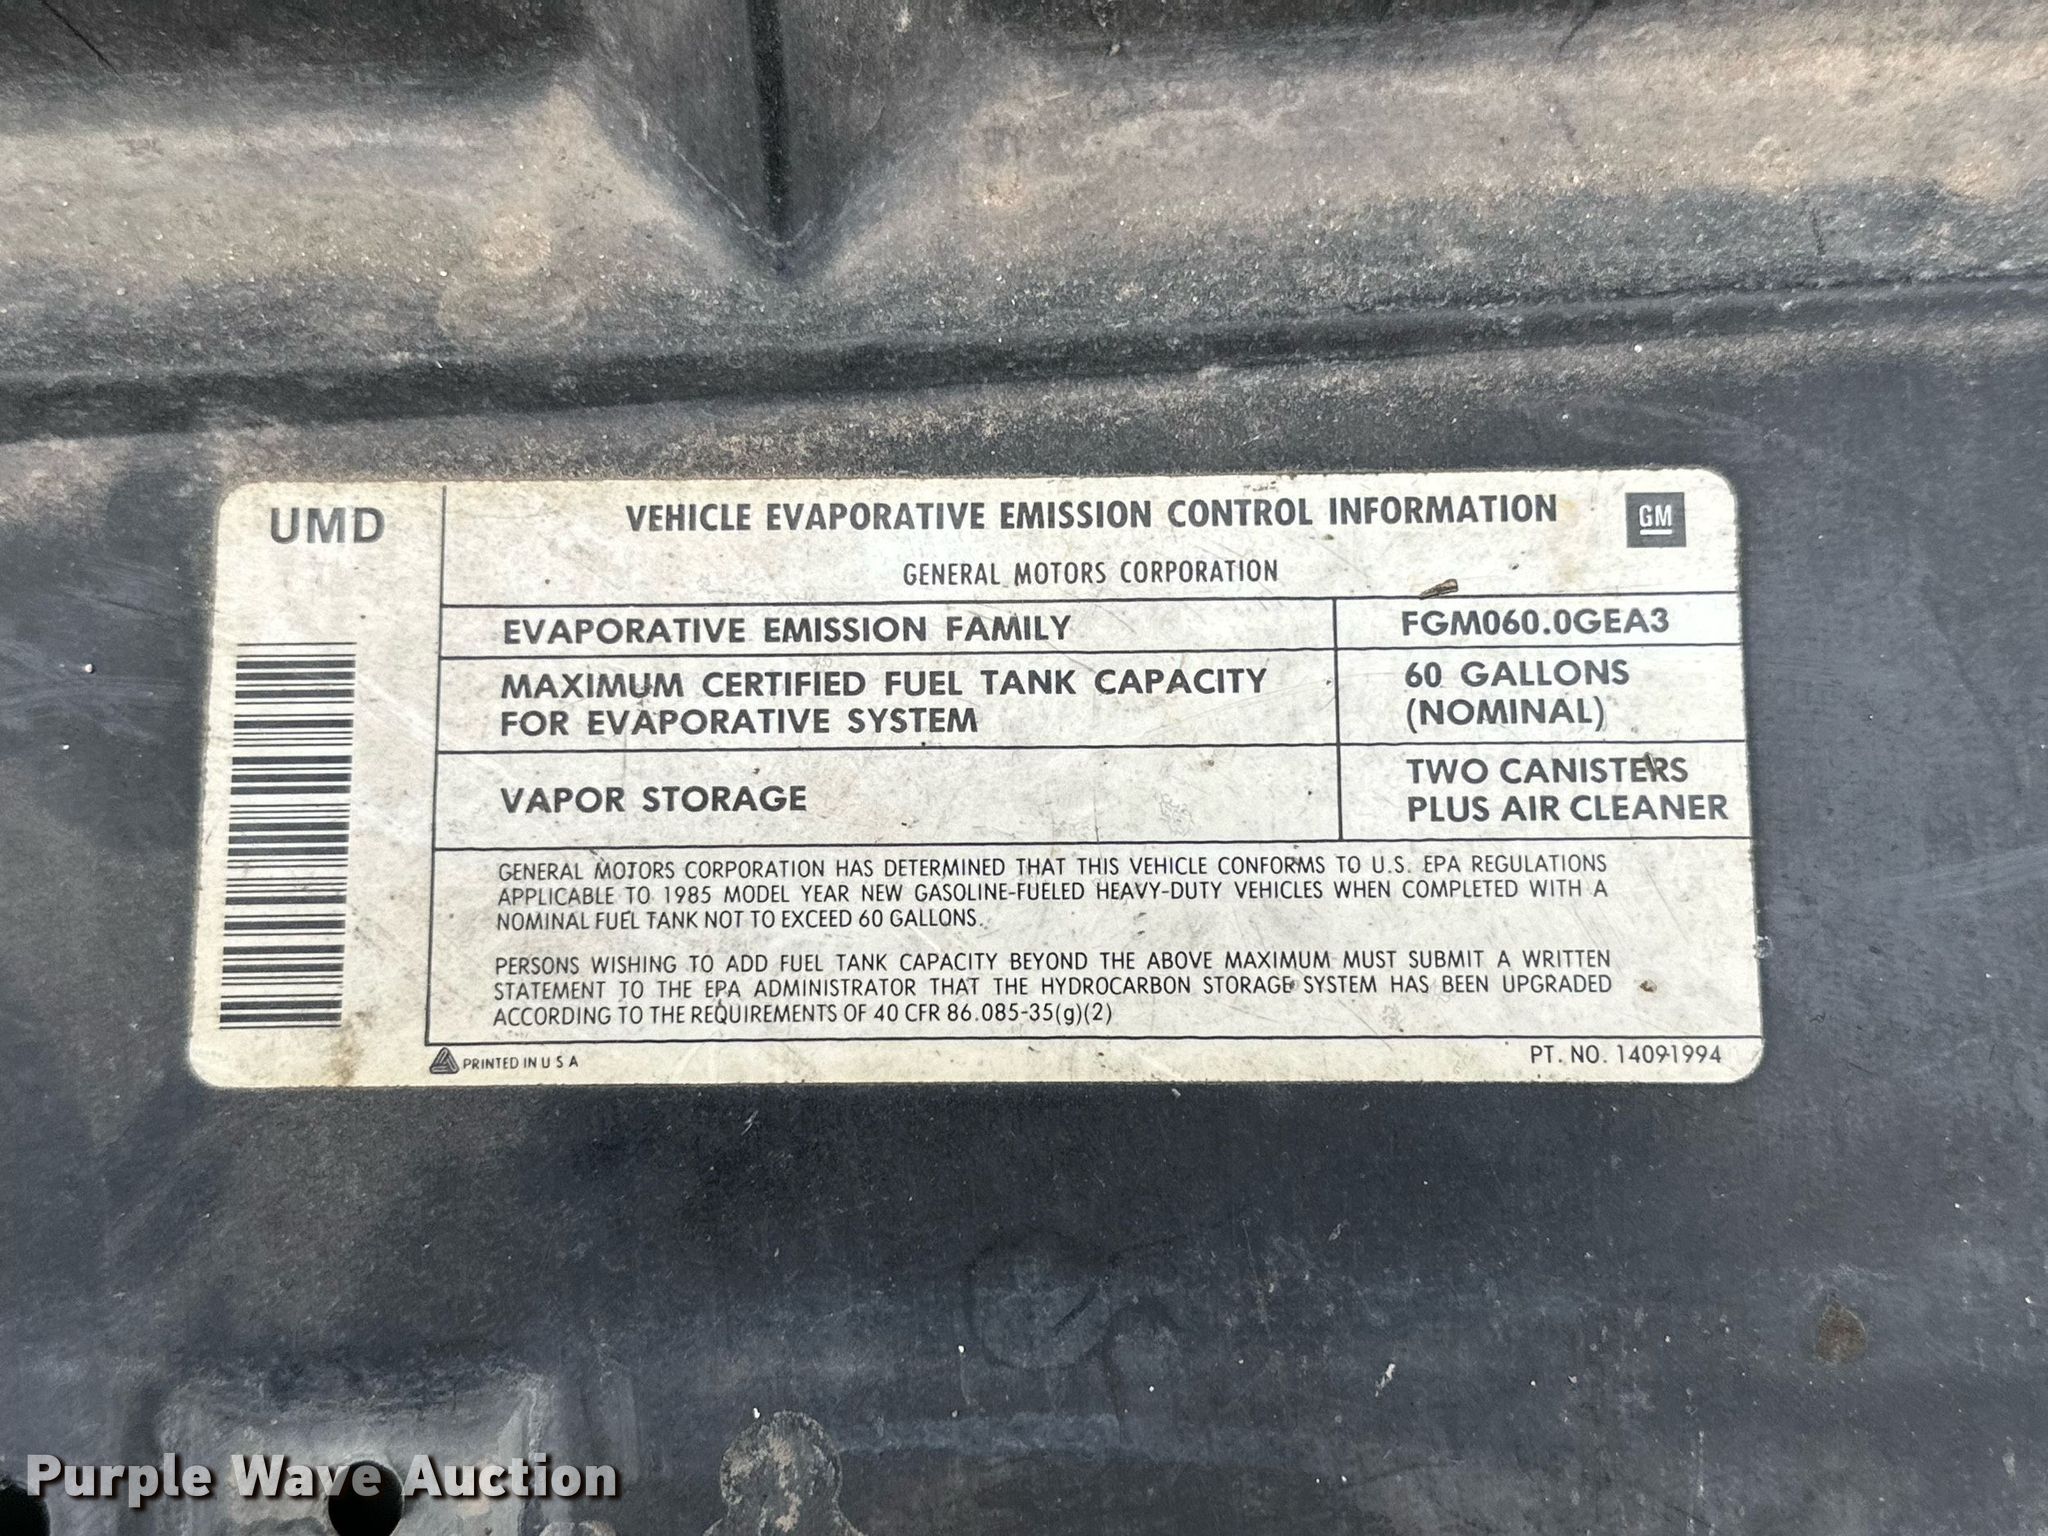 UMD
VEHICLE EVAPORATIVE EMISSION CONTROL INFORMATION
GM
GENERAL MOTORS CORPORATION
EVAPORATIVE EMISSION FAMILY
FGM060.0GEA3
MAXIMUM CERTIFIED FUEL TANK CAPACITY
FOR EVAPORATIVE SYSTEM
60 GALLONS
(NOMINAL)
VAPOR STORAGE
TWO CANISTERS
PLUS AIR CLEANER
GENERAL MOTORS CORPORATION HAS DETERMINED THAT THIS VEHICLE CONFORMS TO U.S. EPA REGULATIONS
APPLICABLE TO 1985 MODEL YEAR NEW GASOLINE-FUELED HEAVY-DUTY VEHICLES WHEN COMPLETED WITH A
NOMINAL FUEL TANK NOT TO EXCEED 60 GALLONS.
PERSONS WISHING TO ADD FUEL TANK CAPACITY BEYOND THE ABOVE MAXIMUM MUST SUBMIT A WRITTEN
STATEMENT TO THE EPA ADMINISTRATOR THAT THE HYDROCARBON STORAGE SYSTEM HAS BEEN UPGRADED
ACCORDING TO THE REQUIREMENTS OF 40 CFR 86.085-35(g)(2)
PRINTED IN U S A
PT. NO. 14091994
Purple Wave Auction